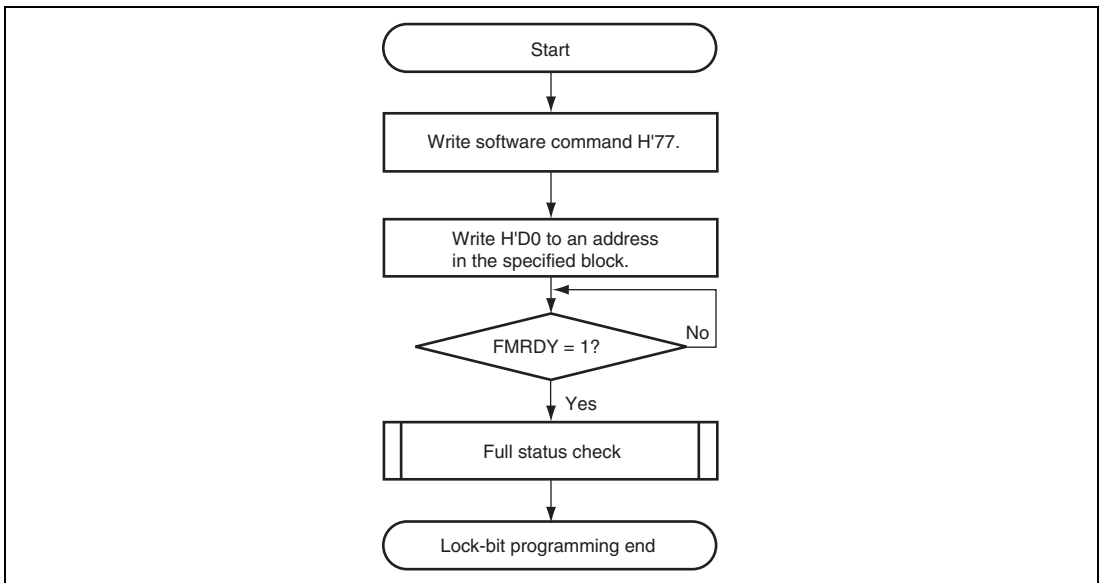 Start
Write software command H'77.
Write H'D0 to an address
in the specified block.
No
FMRDY = 1?
Yes
Full status check
Lock-bit programming end